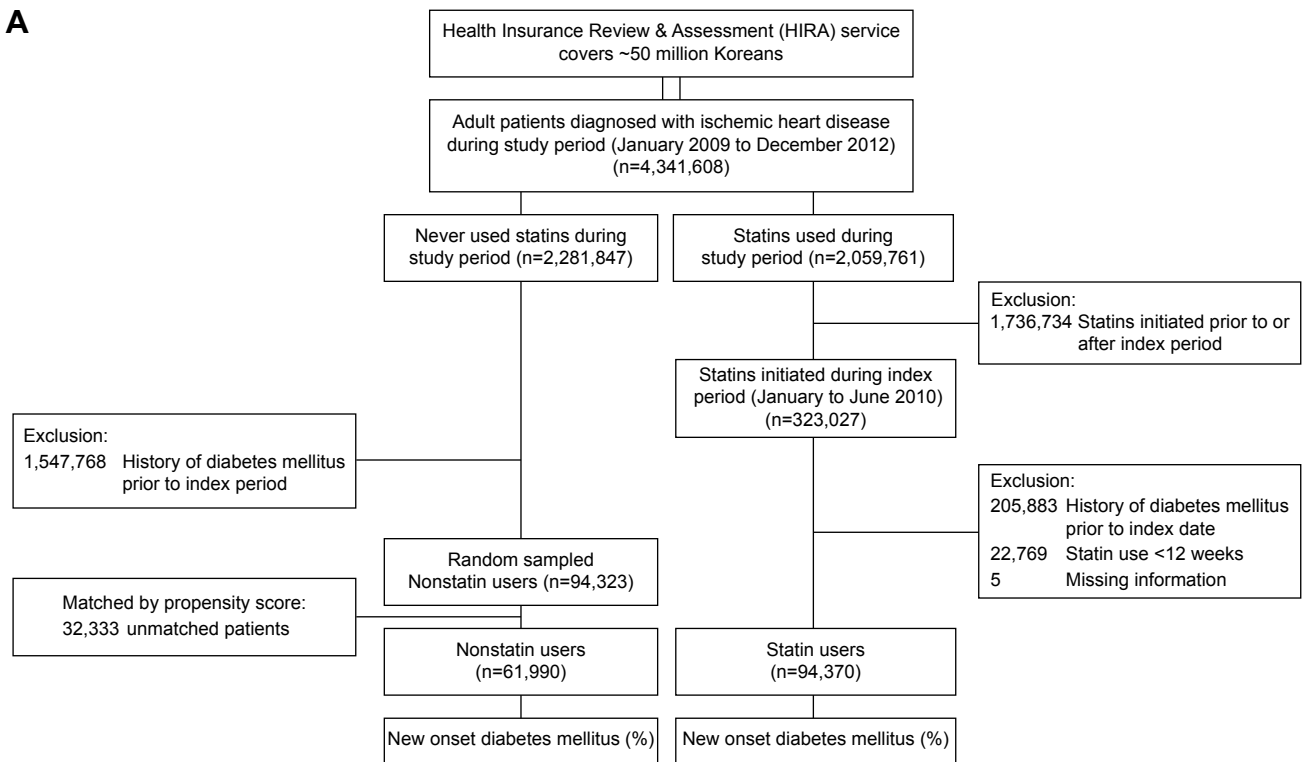 A
Health Insurance Review & Assessment (HIRA) service
covers ~50 million Koreans
Adult patients diagnosed with ischemic heart disease
during study period (January 2009 to December 2012)
(n=4,341,608)
Never used statins during
study period (n=2,281,847)
Statins used during
study period (n=2,059,761)
Exclusion:
1,736,734 Statins initiated prior to or
after index period
Statins initiated during index
period (January to June 2010)
(n=323,027)
Exclusion:
1,547,768 History of diabetes mellitus
prior to index period
Exclusion:
205,883 History of diabetes mellitus
prior to index date
22,769 Statin use <12 weeks
5 Missing information
Random sampled
Nonstatin users (n=94,323)
Matched by propensity score:
32,333 unmatched patients
Nonstatin users
(n=61,990)
Statin users
(n=94,370)
New onset diabetes mellitus (%)
New onset diabetes mellitus (%)